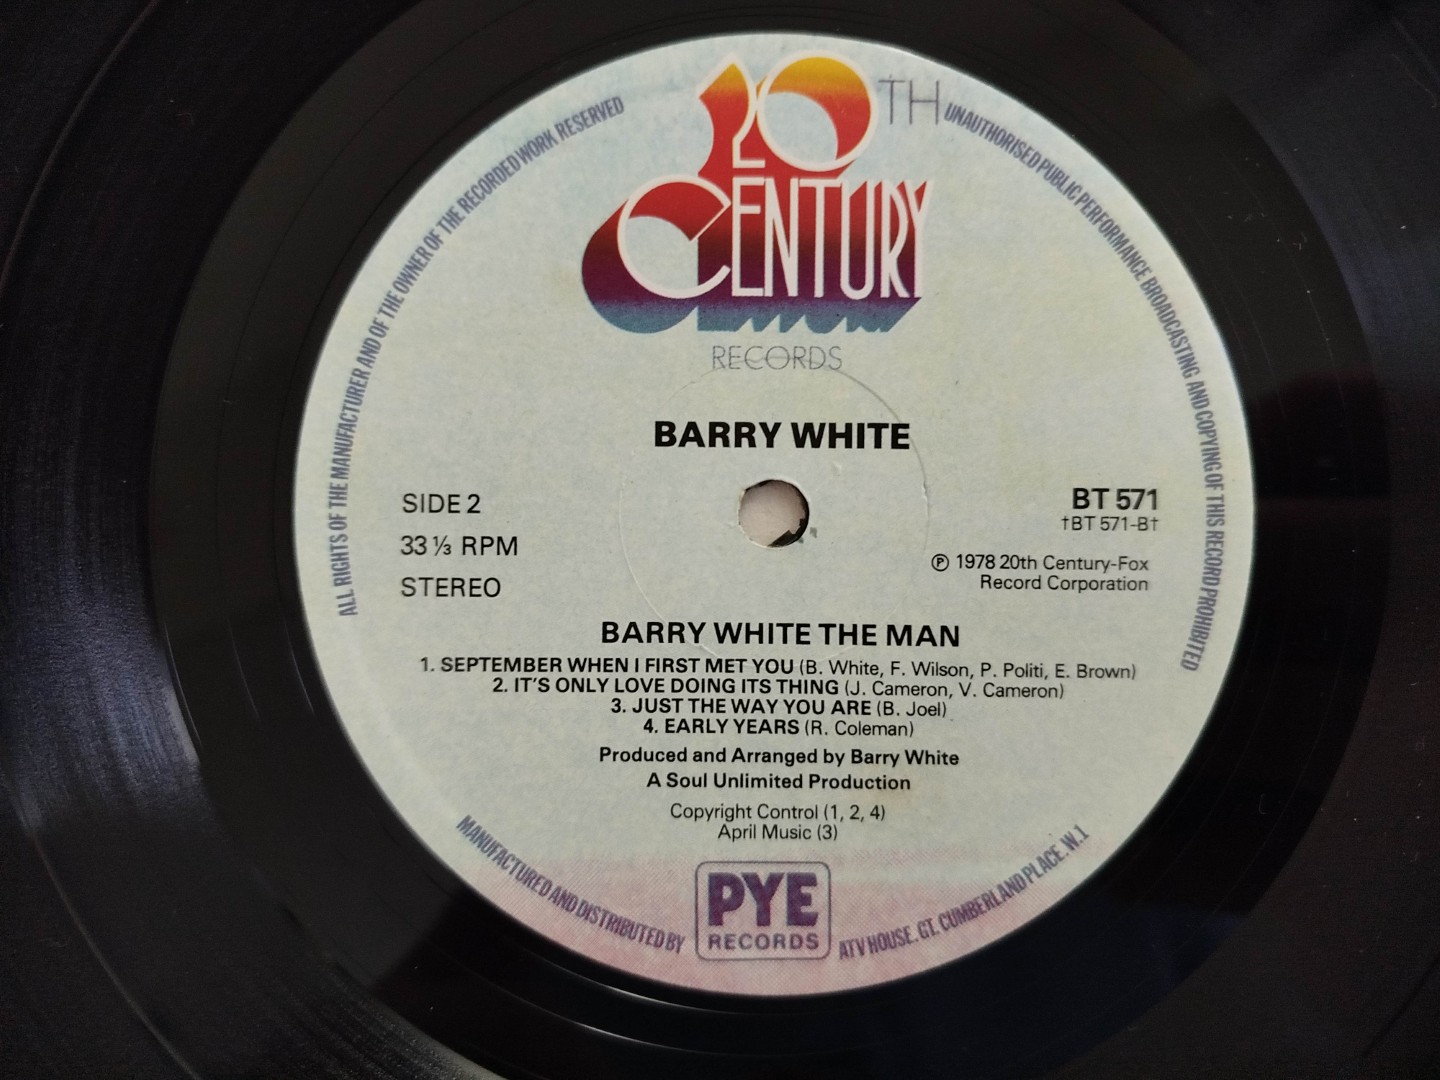 20TH
CENTURY
RECORDS
ALL RIGHTS OF THE MANUFACTURER AND OF THE OWNER OF THE RECORDED WORK RESERVED
UNAUTHORISED PUBLIC PERFORMANCE BROADCASTING AND COPYING OF THIS RECORD PROHIBITED
BARRY WHITE
SIDE 2
33⅓ RPM
STEREO
BT 571
†BT 571-B†
℗ 1978 20th Century-Fox
Record Corporation
BARRY WHITE THE MAN
1. SEPTEMBER WHEN I FIRST MET YOU (B. White, F. Wilson, P. Politi, E. Brown)
2. IT'S ONLY LOVE DOING ITS THING (J. Cameron, V. Cameron)
3. JUST THE WAY YOU ARE (B. Joel)
4. EARLY YEARS (R. Coleman)
Produced and Arranged by Barry White
A Soul Unlimited Production
Copyright Control (1, 2, 4)
April Music (3)
MANUFACTURED AND DISTRIBUTED BY
PYE
RECORDS
ATV HOUSE. GT. CUMBERLAND PLACE. W.1